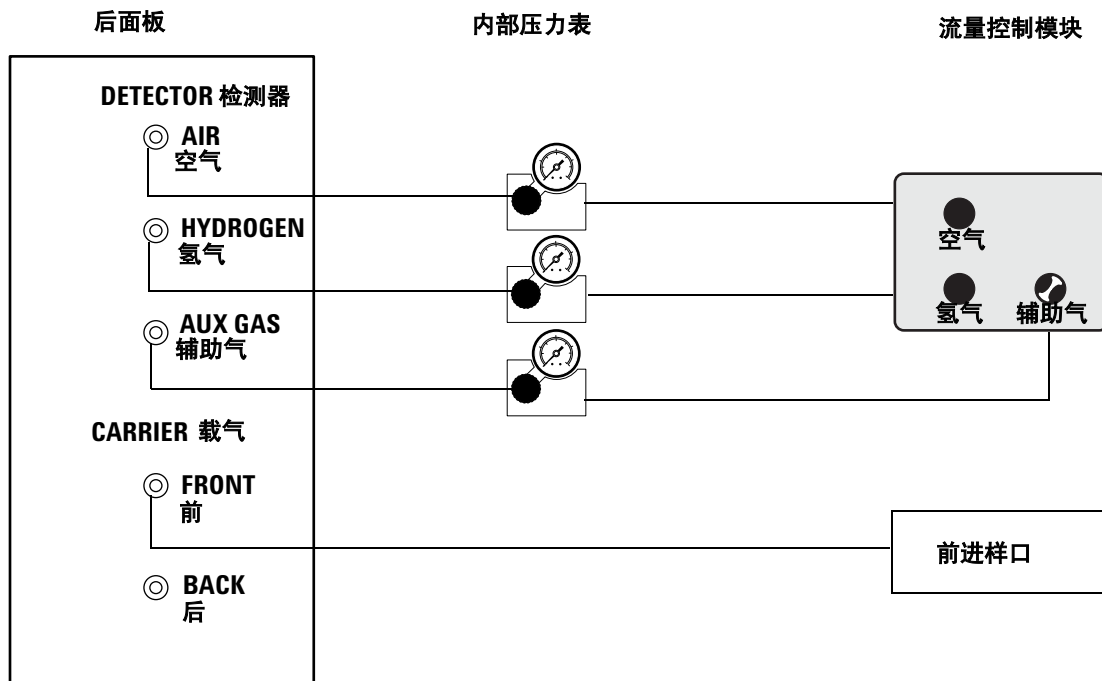 后面板
内部压力表
流量控制模块
DETECTOR 检测器
AIR
空气
HYDROGEN
氢气
AUX GAS
辅助气
CARRIER 载气
FRONT
前
BACK
后
空气
氢气
辅助气
前进样口